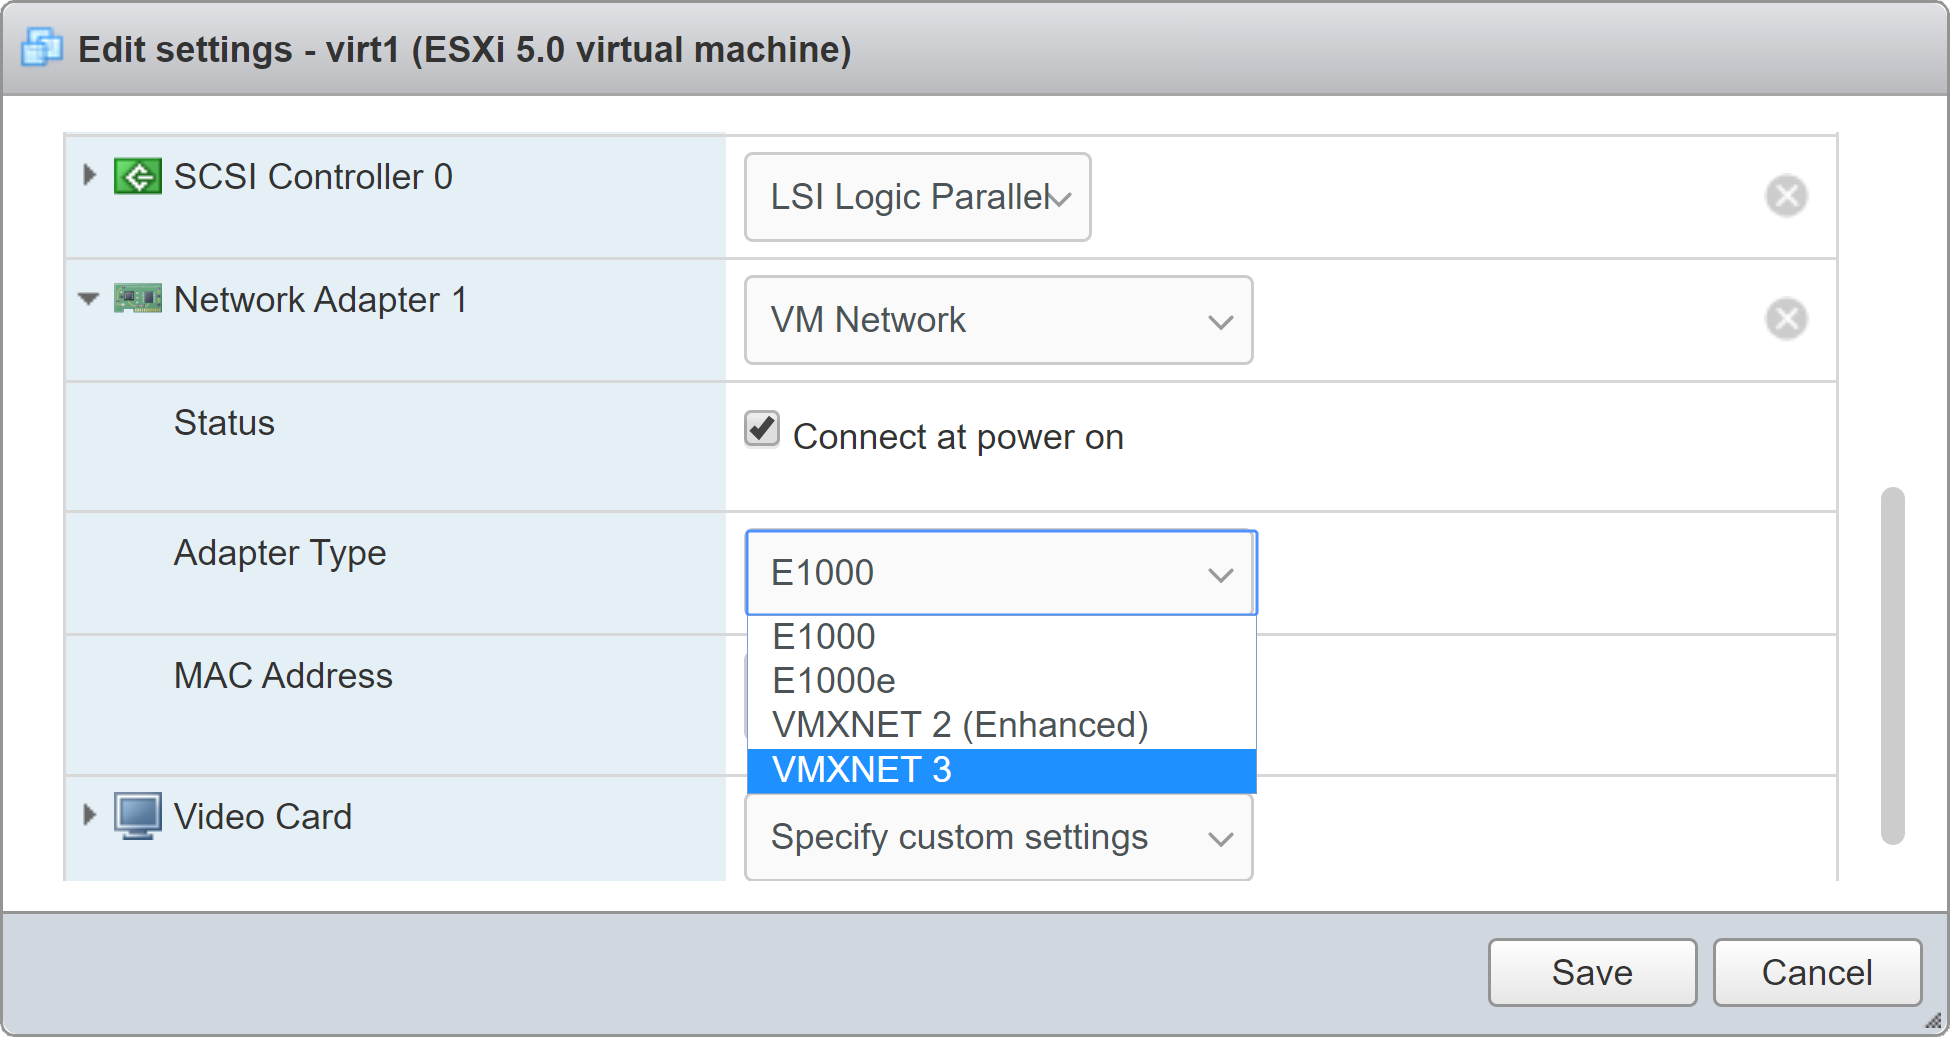 Edit settings - virt1 (ESXi 5.0 virtual machine)
SCSI Controller 0
LSI Logic Parallel
Network Adapter 1
VM Network
Status
Connect at power on
Adapter Type
E1000
E1000
E1000e
VMXNET 2 (Enhanced)
VMXNET 3
MAC Address
Video Card
Specify custom settings
Save
Cancel